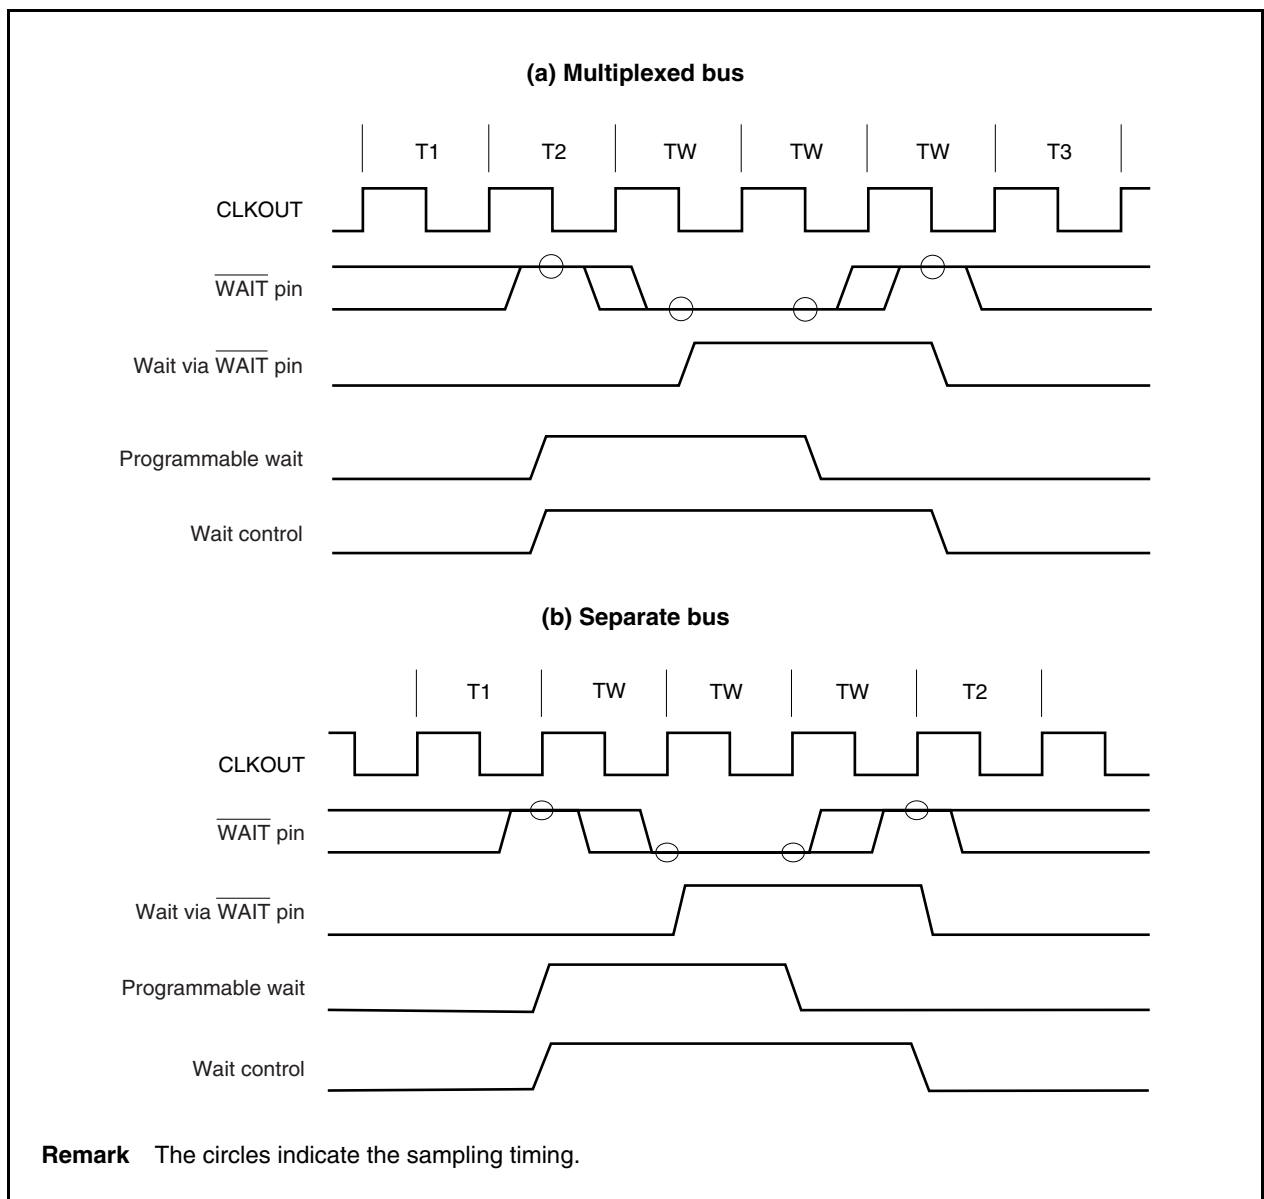 (a) Multiplexed bus
T1 T2 TW TW TW T3
CLKOUT
WAIT pin
Wait via WAIT pin
Programmable wait
Wait control
(b) Separate bus
T1 TW TW TW T2
CLKOUT
WAIT pin
Wait via WAIT pin
Programmable wait
Wait control
Remark The circles indicate the sampling timing.